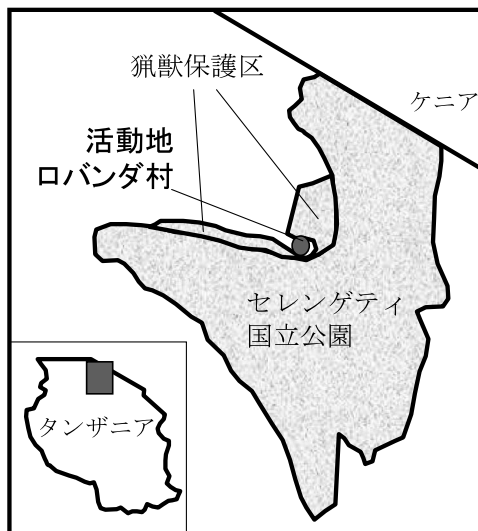 猟獣保護区
ケニア
活動地
ロバンダ村
セレンゲティ
国立公園
タンザニア